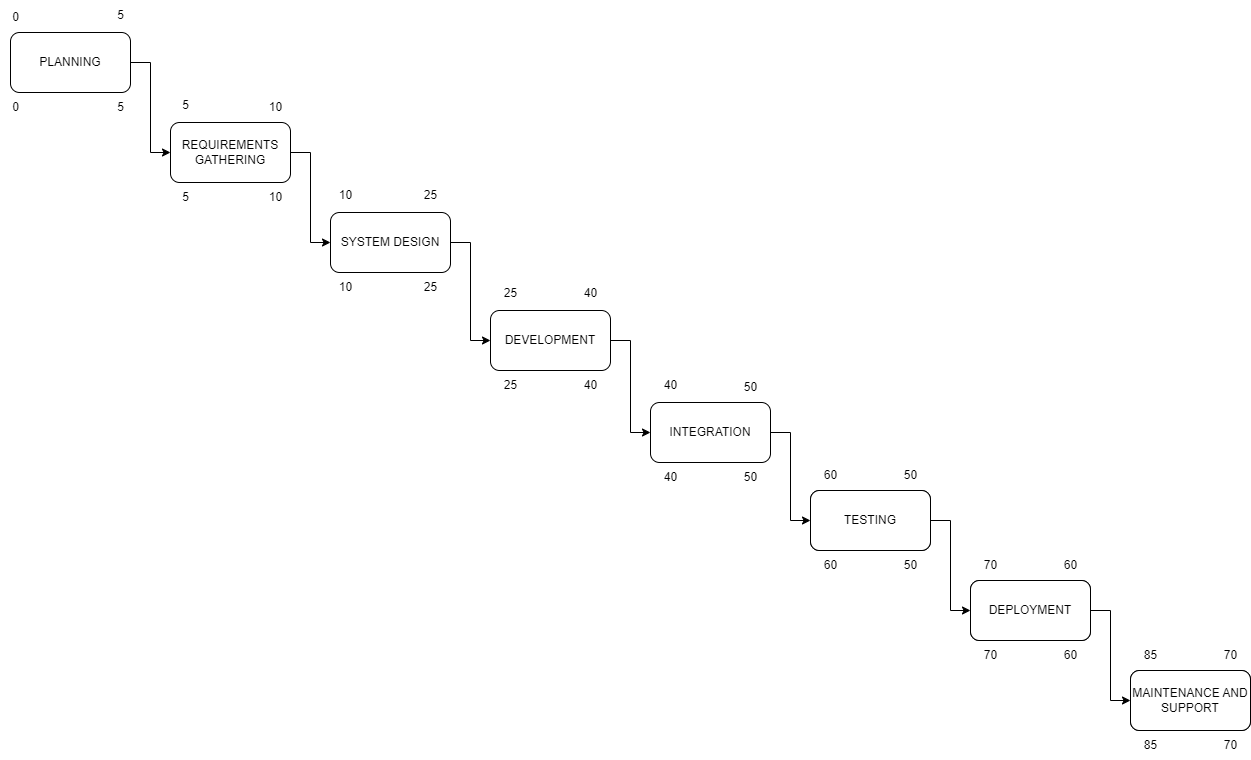 0 5
PLANNING
0 5
5 10
REQUIREMENTS
GATHERING
5 10
10 25
SYSTEM DESIGN
10 25
25 40
DEVELOPMENT
25 40
40 50
INTEGRATION
40 50
60 50
TESTING
60 50
70 60
DEPLOYMENT
70 60
85 70
MAINTENANCE AND
SUPPORT
85 70